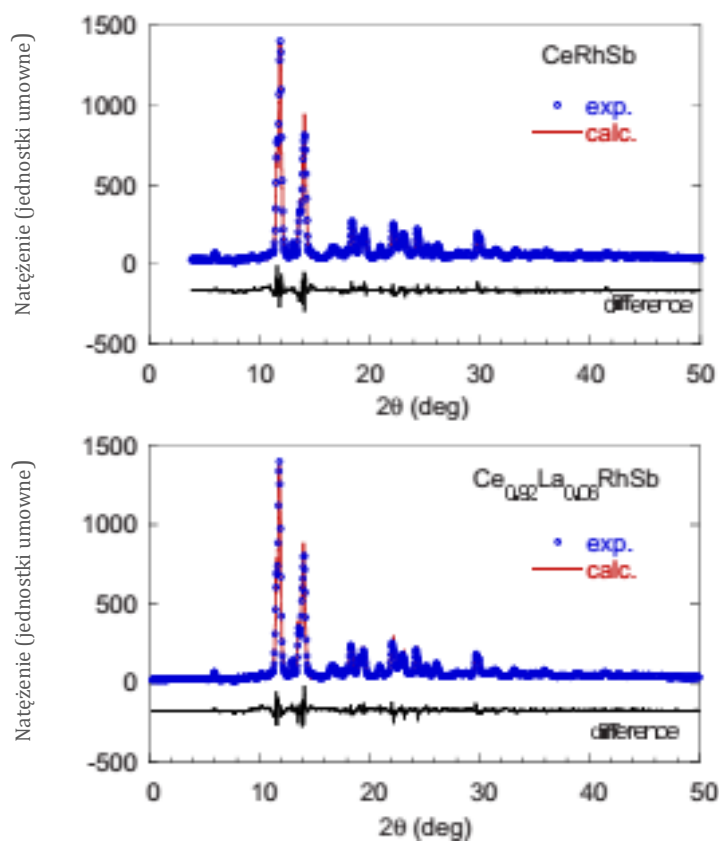 Natężenie (jednostki umowne)
1500
1000
500
0
-500
CeRhSb
exp.
calc.
difference
0 10 20 30 40 50
2θ (deg)
Natężenie (jednostki umowne)
1500
1000
500
0
-500
Ce0.92La0.08RhSb
exp.
calc.
difference
0 10 20 30 40 50
2θ (deg)